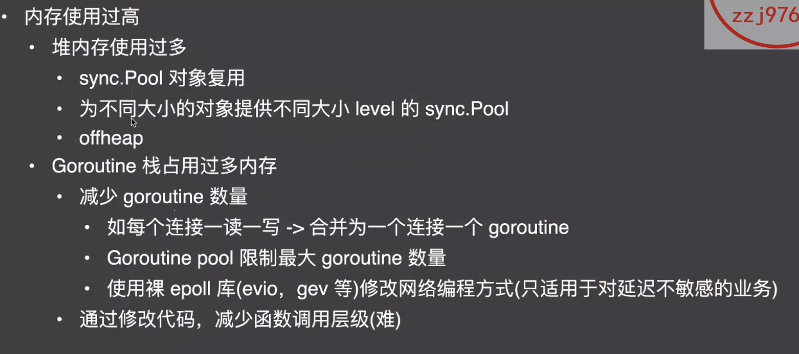 内存使用过高
堆内存使用过多
sync.Pool 对象复用
为不同大小的对象提供不同大小 level 的 sync.Pool
offheap
Goroutine 栈占用过多内存
减少 goroutine 数量
如每个连接一读一写 -> 合并为一个连接一个 goroutine
Goroutine pool 限制最大 goroutine 数量
使用裸 epoll 库(evio，gev 等)修改网络编程方式(只适用于对延迟不敏感的业务)
通过修改代码，减少函数调用层级(难)
zzj976